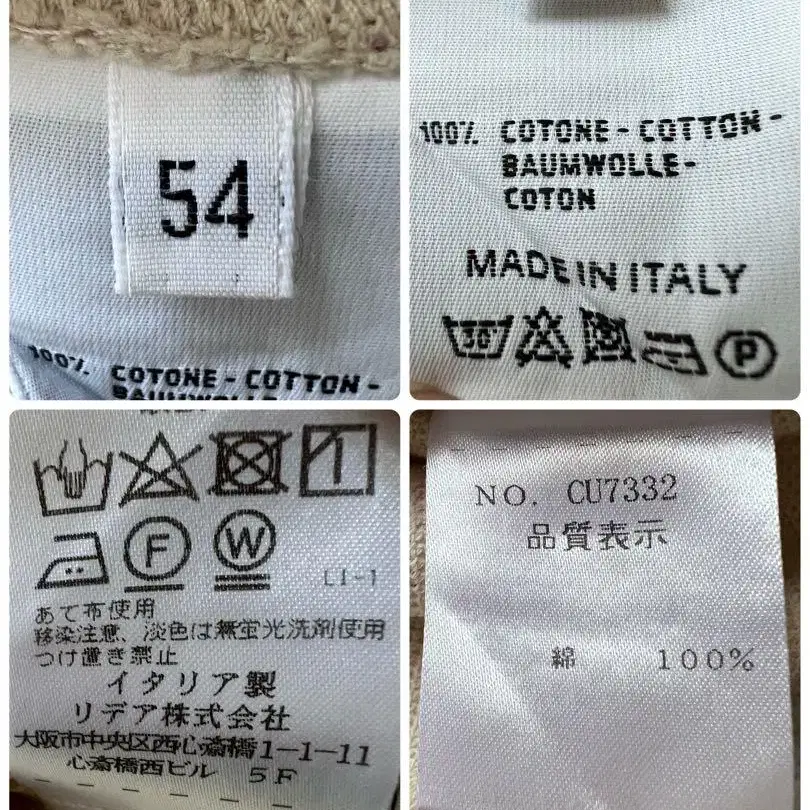 54
100% COTONE - COTTON -
100% COTONE - COTTON -
BAUMWOLLE -
COTON
MADE IN ITALY
30°
P
F
W
LI-1
あて布使用
移染注意、淡色は無蛍光洗剤使用
つけ置き禁止
イタリア製
リデア株式会社
大阪市中央区西心斎橋1-1-11
心斎橋西ビル 5F
NO. CU7332
品質表示
綿 100%